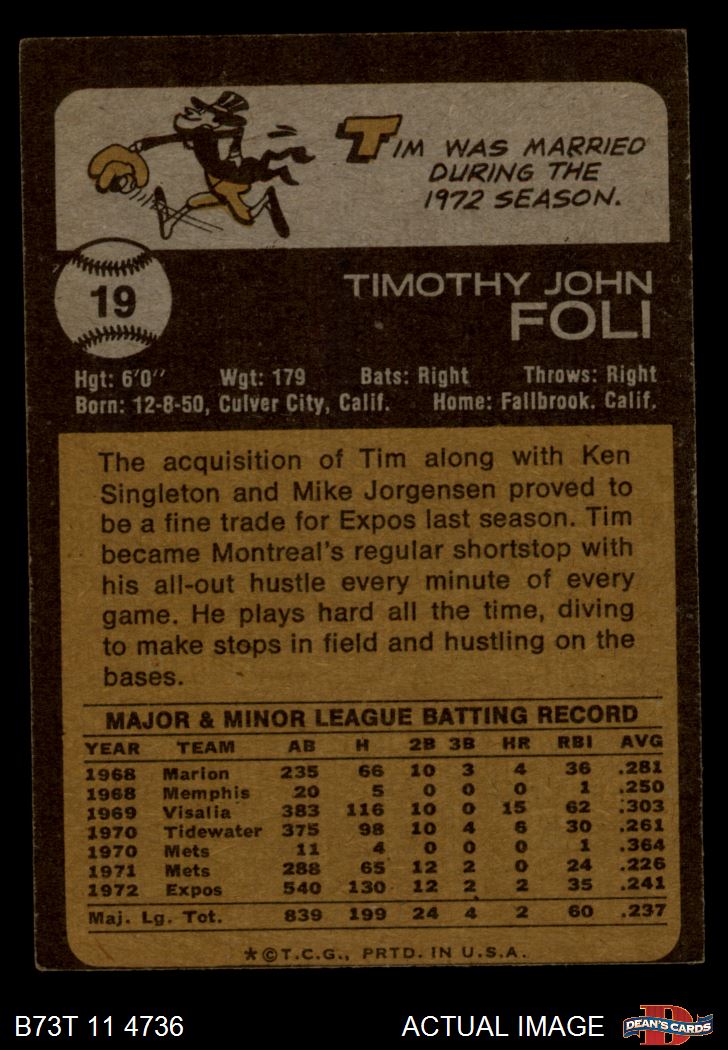 TIM WAS MARRIED
DURING THE
1972 SEASON.
19
TIMOTHY JOHN
FOLI
Hgt: 6'0" Wgt: 179 Bats: Right Throws: Right
Born: 12-8-50, Culver City, Calif. Home: Fallbrook. Calif.
The acquisition of Tim along with Ken
Singleton and Mike Jorgensen proved to
be a fine trade for Expos last season. Tim
became Montreal's regular shortstop with
his all-out hustle every minute of every
game. He plays hard all the time, diving
to make stops in field and hustling on the
bases.
MAJOR & MINOR LEAGUE BATTING RECORD
YEAR TEAM AB H 2B 3B HR RBI AVG
1968 Marion 235 66 10 3 4 36 .281
1968 Memphis 20 5 0 0 0 1 .250
1969 Visalia 383 116 10 0 15 62 .303
1970 Tidewater 375 98 10 4 6 30 .261
1970 Mets 11 4 0 0 0 1 .364
1971 Mets 288 65 12 2 0 24 .226
1972 Expos 540 130 12 2 2 35 .241
Maj. Lg. Tot. 839 199 24 4 2 60 .237
*©T.C.G., PRTD. IN U.S.A.
B73T 11 4736 ACTUAL IMAGE D DEAN'S CARDS